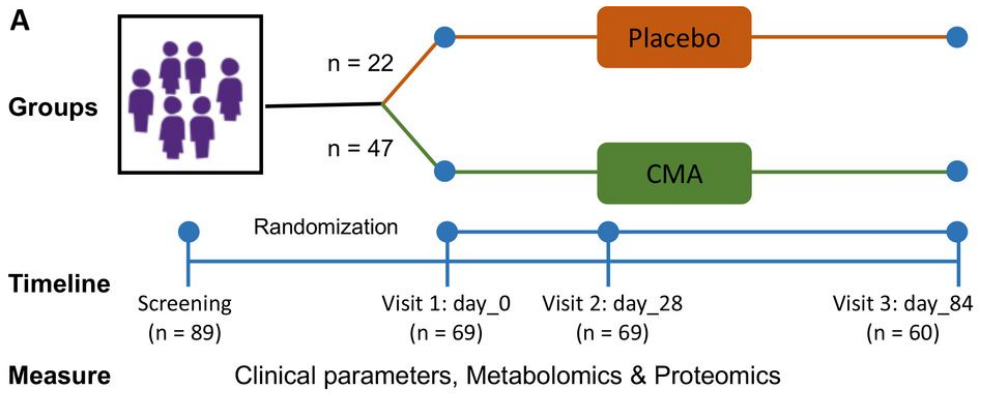 A
n = 22
Placebo
Groups
n = 47
CMA
Randomization
Timeline
Screening
(n = 89)
Visit 1: day_0
(n = 69)
Visit 2: day_28
(n = 69)
Visit 3: day_84
(n = 60)
Measure Clinical parameters, Metabolomics & Proteomics